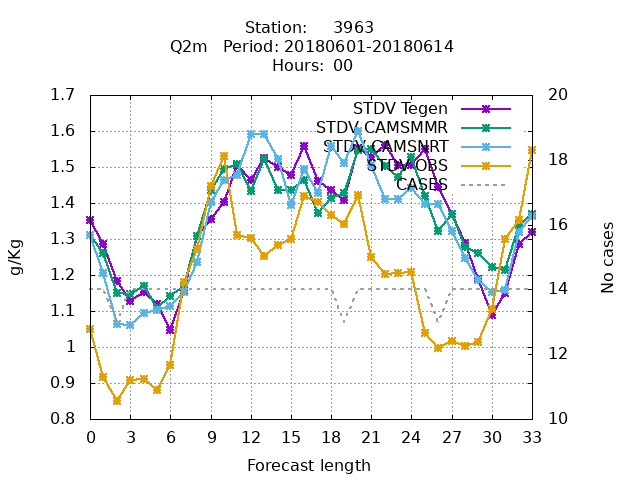 Station: 3963
Q2m Period: 20180601-20180614
Hours: 00
STDV Tegen
STDV CAMSMMR
STDV CAMSNRT
STDV OBS
CASES
1.7
1.6
1.5
1.4
1.3
1.2
1.1
1
0.9
0.8
g/Kg
20
18
16
14
12
10
No cases
0 3 6 9 12 15 18 21 24 27 30 33
Forecast length